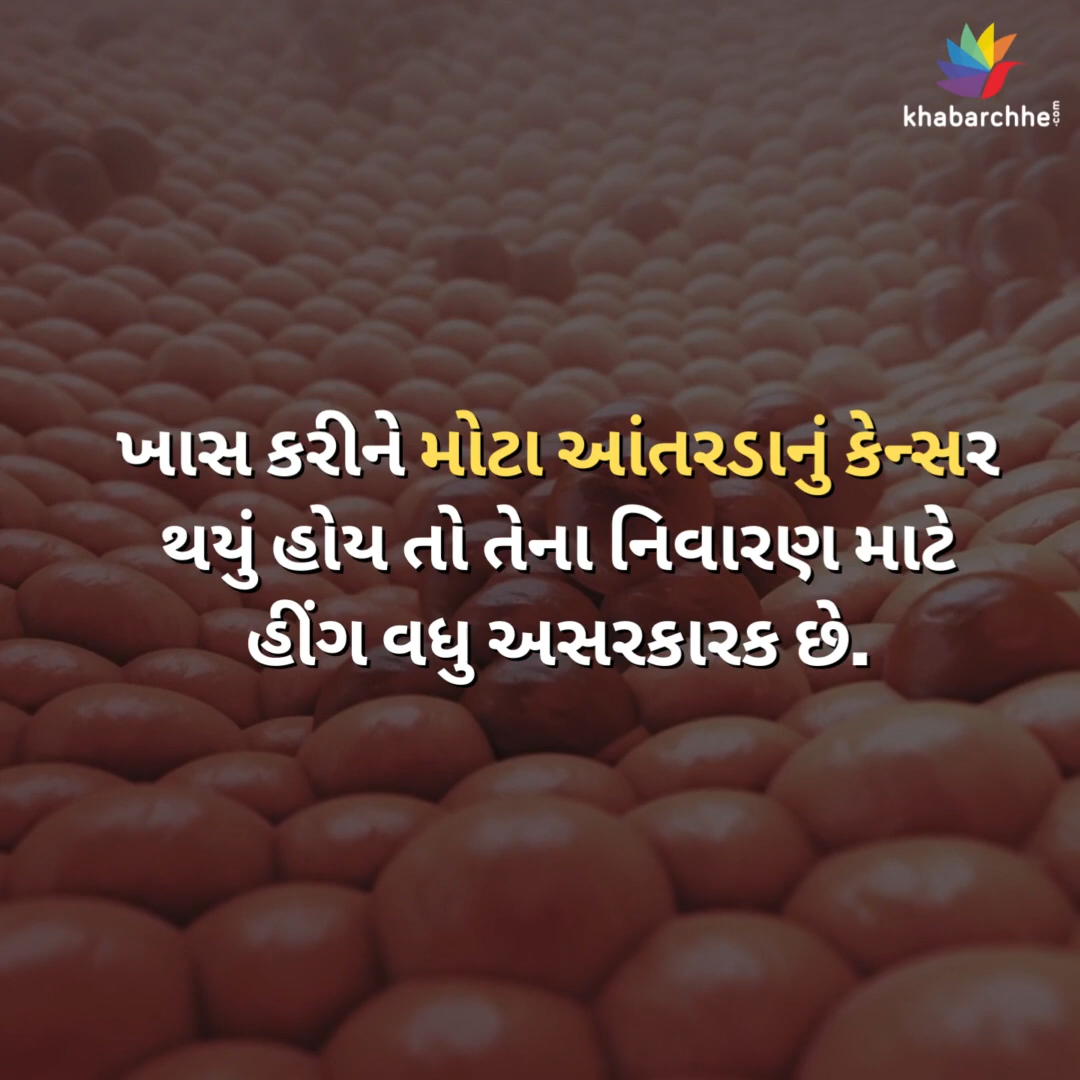 khabarchhe.com
ખાસ કરીને મોટા આંતરડાનું કેન્સર
થયું હોય તો તેના નિવારણ માટે
હીંગ વધુ અસરકારક છે.